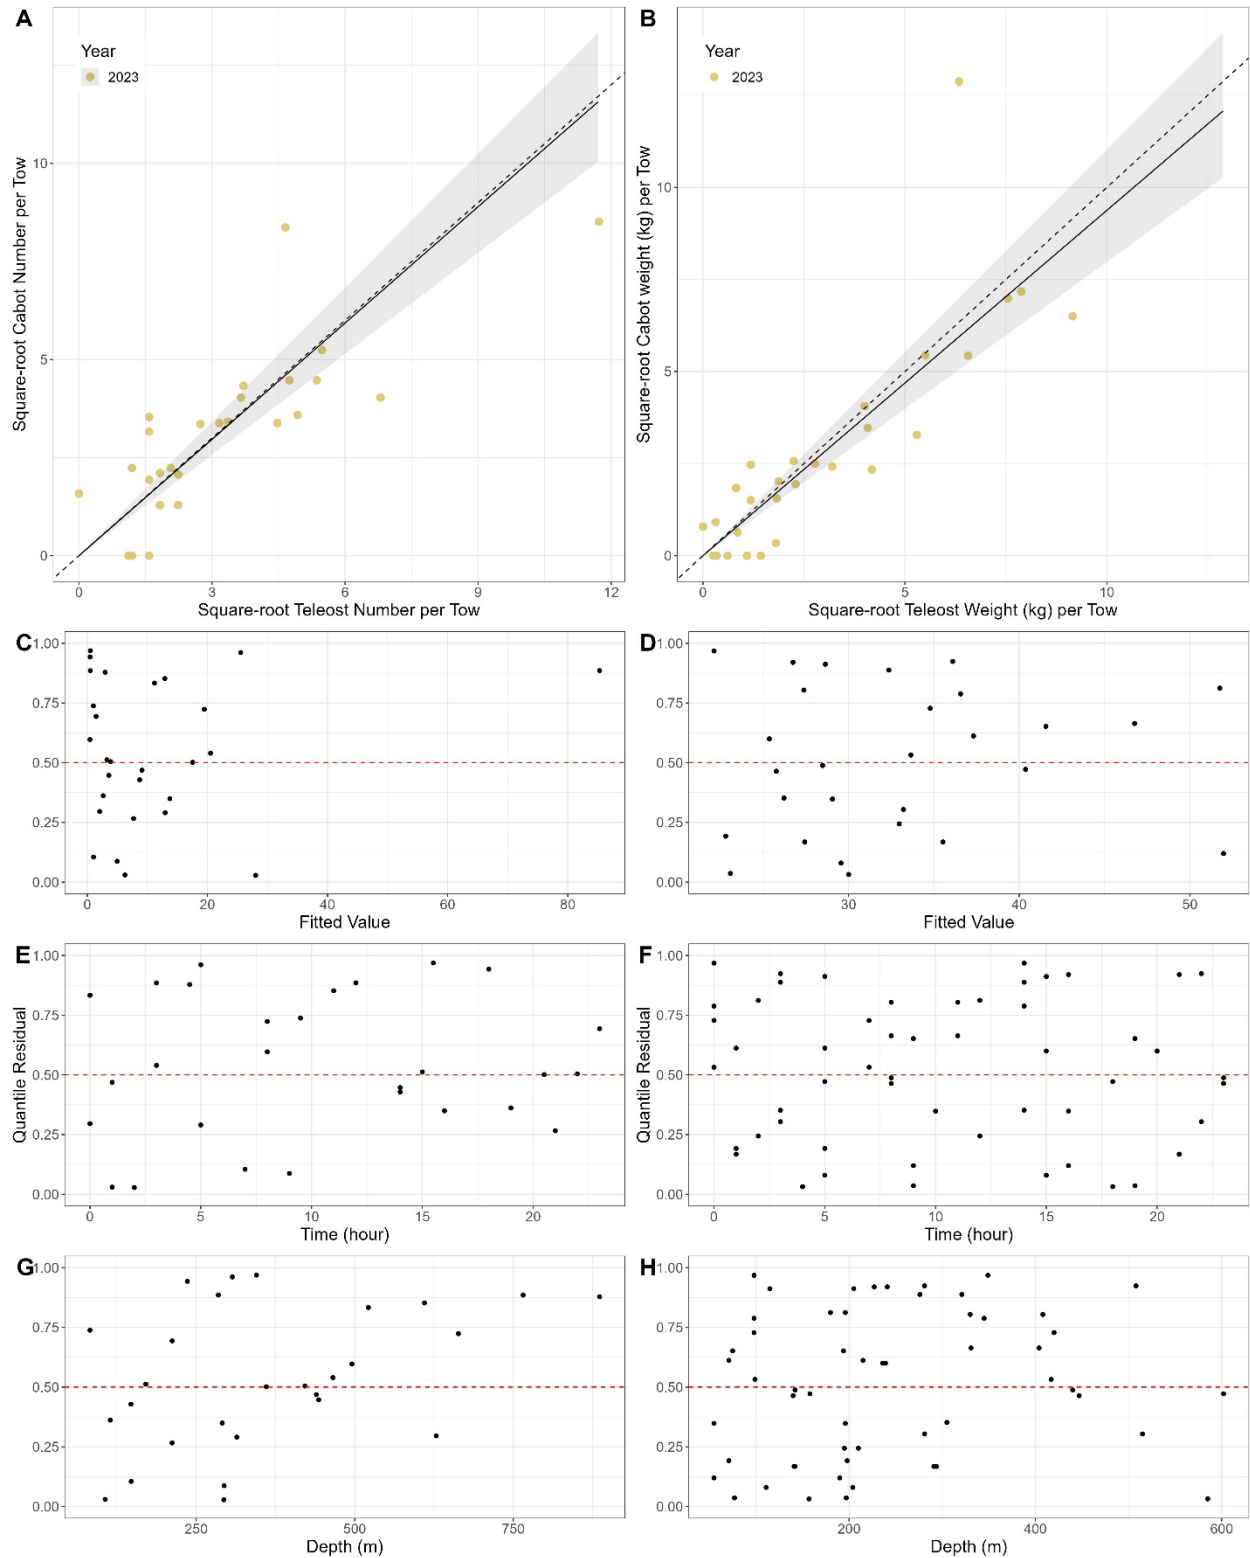 A
B
Year
2023
Year
2023
10
5
0
10
5
0
Square-root Cabot Number per Tow
Square-root Cabot weight (kg) per Tow
0 3 6 9 12
0 5 10
Square-root Teleost Number per Tow
Square-root Teleost Weight (kg) per Tow
C
D
1.00
0.75
0.50
0.25
0.00
1.00
0.75
0.50
0.25
0.00
0 20 40 60 80
30 40 50
Fitted Value
Fitted Value
E
F
1.00
0.75
0.50
0.25
0.00
1.00
0.75
0.50
0.25
0.00
Quantile Residual
Quantile Residual
0 5 10 15 20
0 5 10 15 20
Time (hour)
Time (hour)
G
H
1.00
0.75
0.50
0.25
0.00
1.00
0.75
0.50
0.25
0.00
250 500 750
200 400 600
Depth (m)
Depth (m)